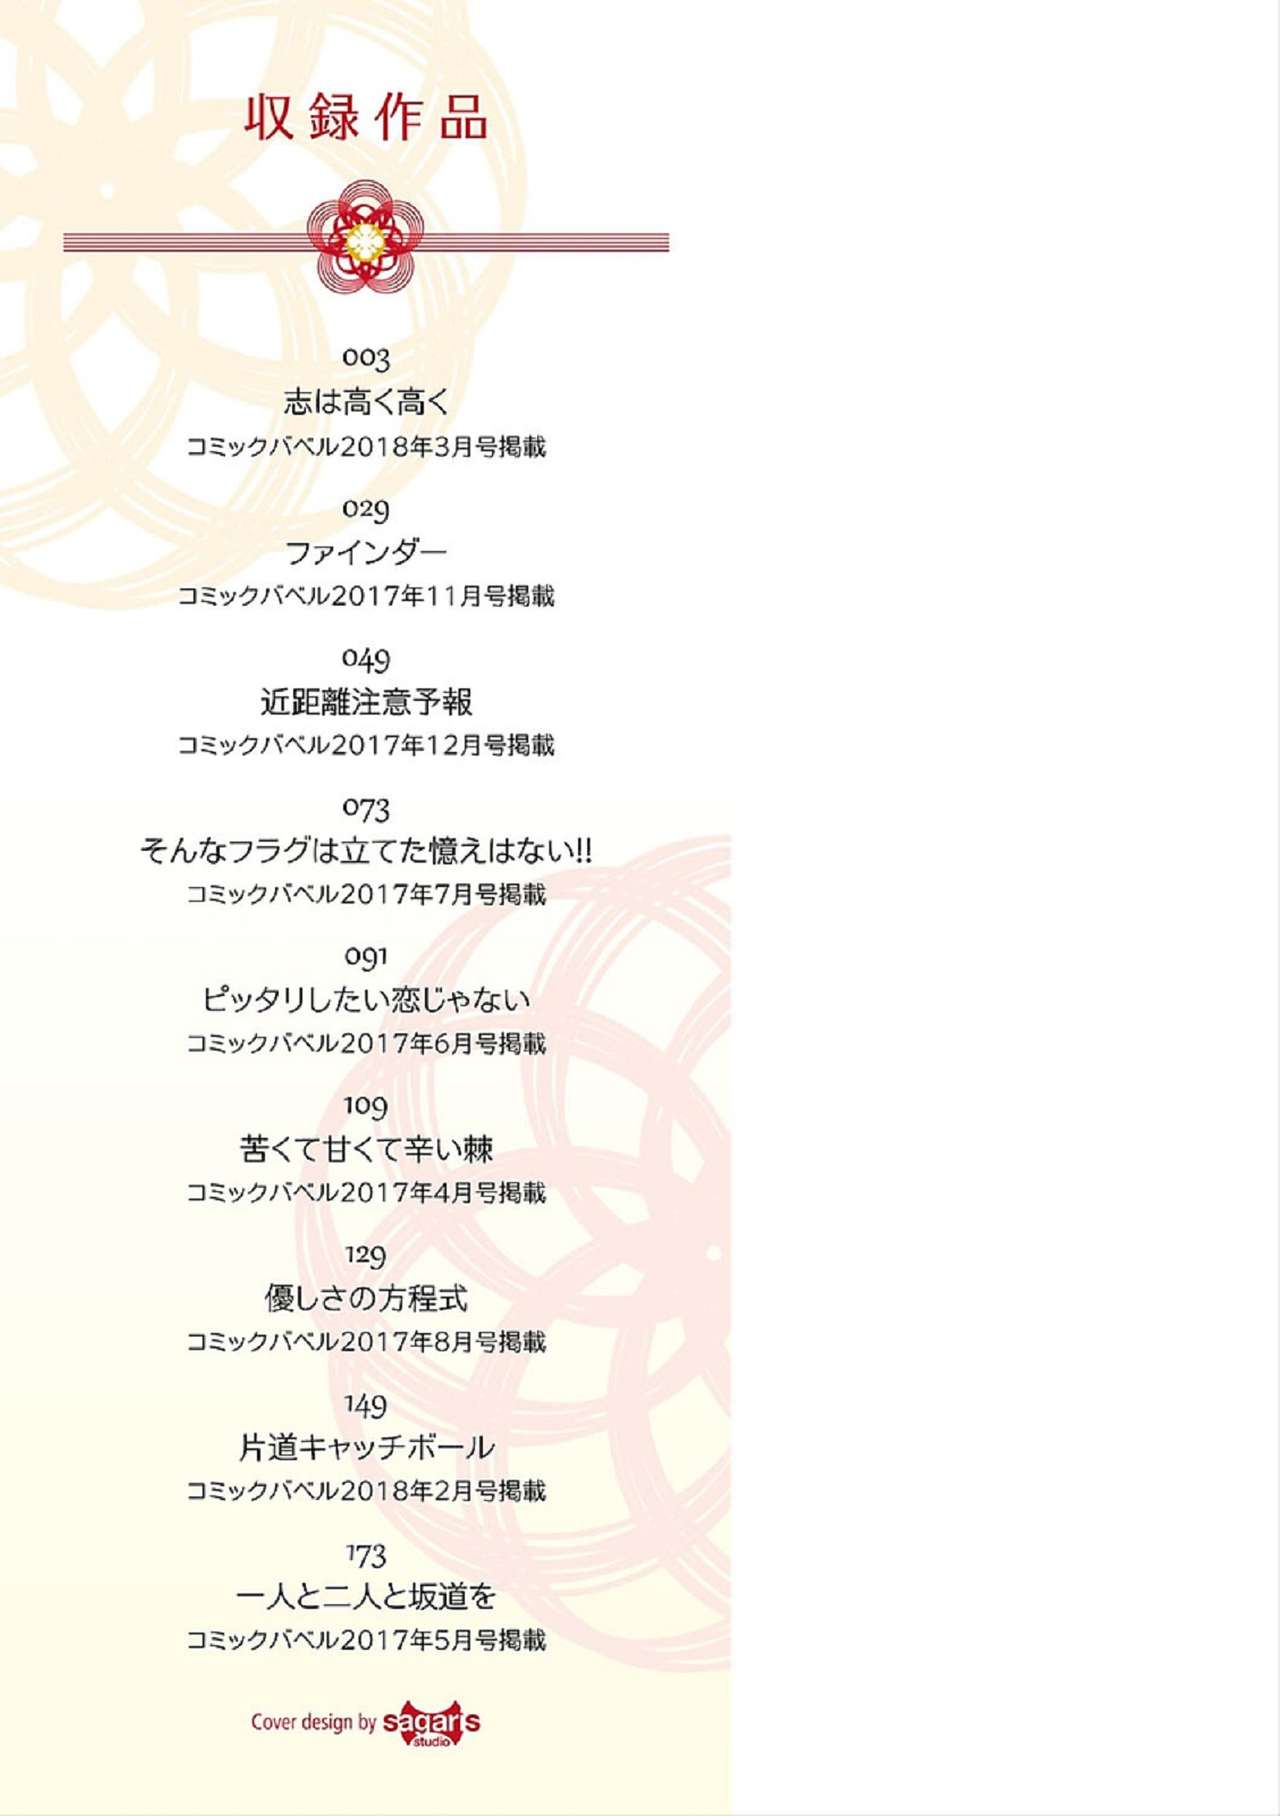 収録作品
003
志は高く高く
コミックバベル2018年3月号掲載
029
ファインダー
コミックバベル2017年11月号掲載
049
近距離注意予報
コミックバベル2017年12月号掲載
073
そんなフラグは立てた憶えはない!!
コミックバベル2017年7月号掲載
091
ピッタリしたい恋じゃない
コミックバベル2017年6月号掲載
109
苦くて甘くて辛い棘
コミックバベル2017年4月号掲載
129
優しさの方程式
コミックバベル2017年8月号掲載
149
片道キャッチボール
コミックバベル2018年2月号掲載
173
一人と二人と坂道を
コミックバベル2017年5月号掲載
Cover design by sagaris
studio